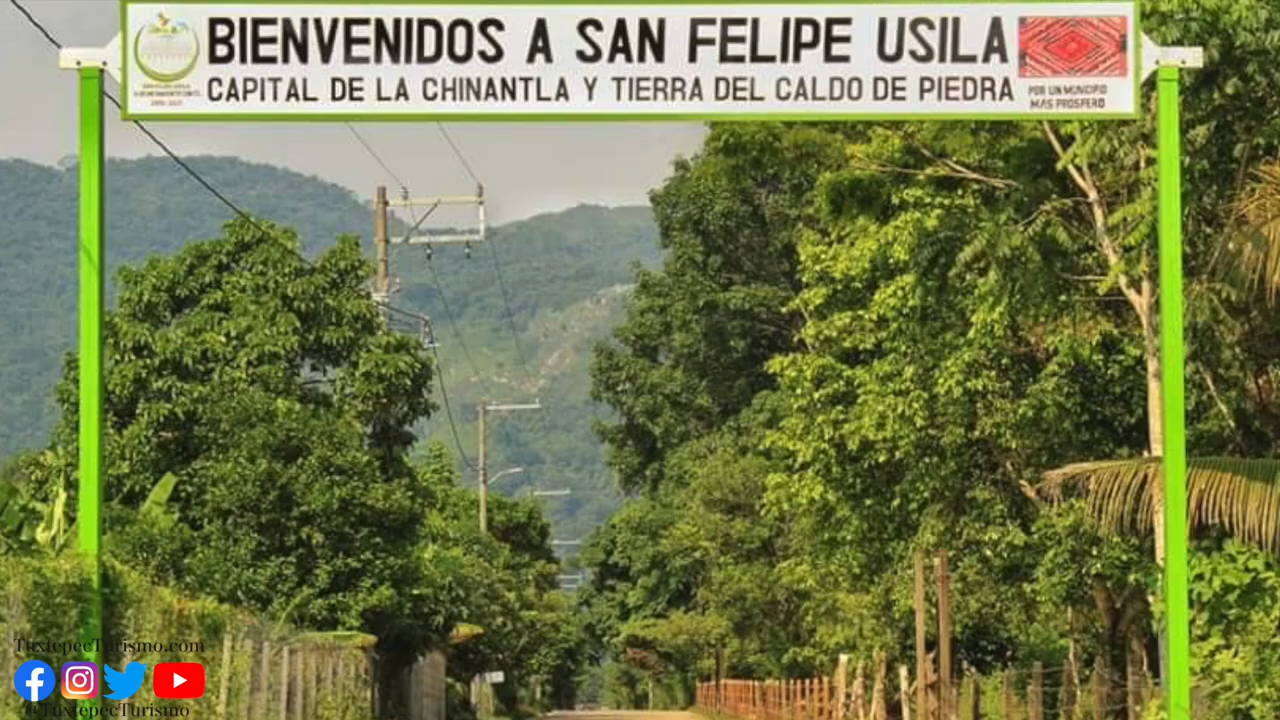 BIENVENIDOS A SAN FELIPE USILA
CAPITAL DE LA CHINANTLA Y TIERRA DEL CALDO DE PIEDRA
POR UN MUNICIPIO
MÁS PROSPERO
TuxtepecTurismo.com
@TuxtepecTurismo